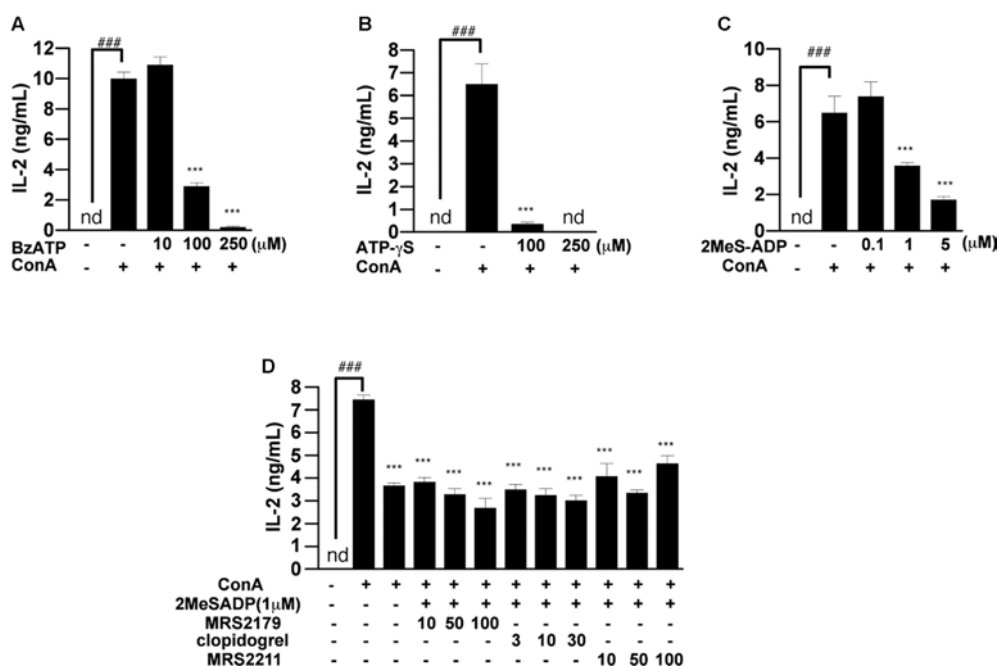 A
###
12
10
8
6
4
2
0
IL-2 (ng/mL)
nd
***
***
BzATP - - 10 100 250 (μM)
ConA - + + + +
B
###
8
7
6
5
4
3
2
1
0
IL-2 (ng/mL)
nd
***
nd
ATP-γS - - 100 250 (μM)
ConA - + + +
C
###
10
8
6
4
2
0
IL-2 (ng/mL)
nd
***
***
2MeS-ADP - - 0.1 1 5 (μM)
ConA - + + + +
D
###
8
7
6
5
4
3
2
1
0
IL-2 (ng/mL)
nd
*** *** *** *** *** *** *** *** *** ***
ConA - + + + + + + + + + + +
2MeSADP(1μM) - - - + + + + + + + + +
MRS2179 - - - 10 50 100 - - - - - -
clopidogrel - - - - - - 3 10 30 - - -
MRS2211 - - - - - - - - - 10 50 100